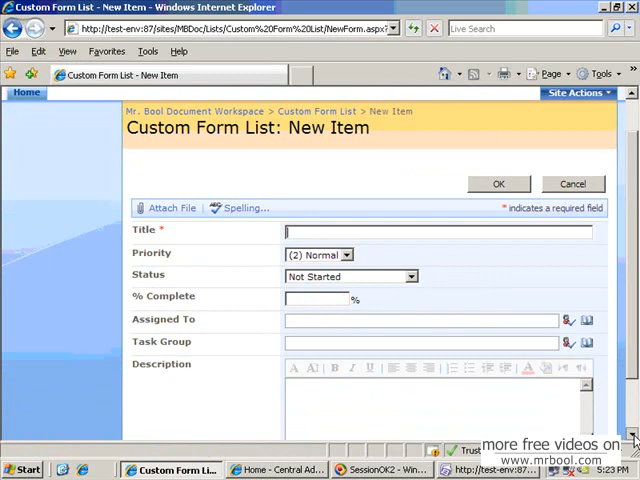 Custom Form List - New Item - Windows Internet Explorer
http://test-env:87/sites/MBDoc/Lists/Custom%20Form%20List/NewForm.aspx?
Live Search
File Edit View Favorites Tools Help
Custom Form List - New Item
Page Tools
Home
Site Actions
Mr. Bool Document Workspace > Custom Form List > New Item
Custom Form List: New Item
OK Cancel
Attach File Spelling...
* indicates a required field
Title *
Priority (2) Normal
Status Not Started
% Complete %
Assigned To
Task Group
Description
A A B I U A
Trust
more free videos on
www.mrbool.com
Start Custom Form Li... Home - Central Ad... SessionOK2 - Win... http://test-env:87... 5:23 PM